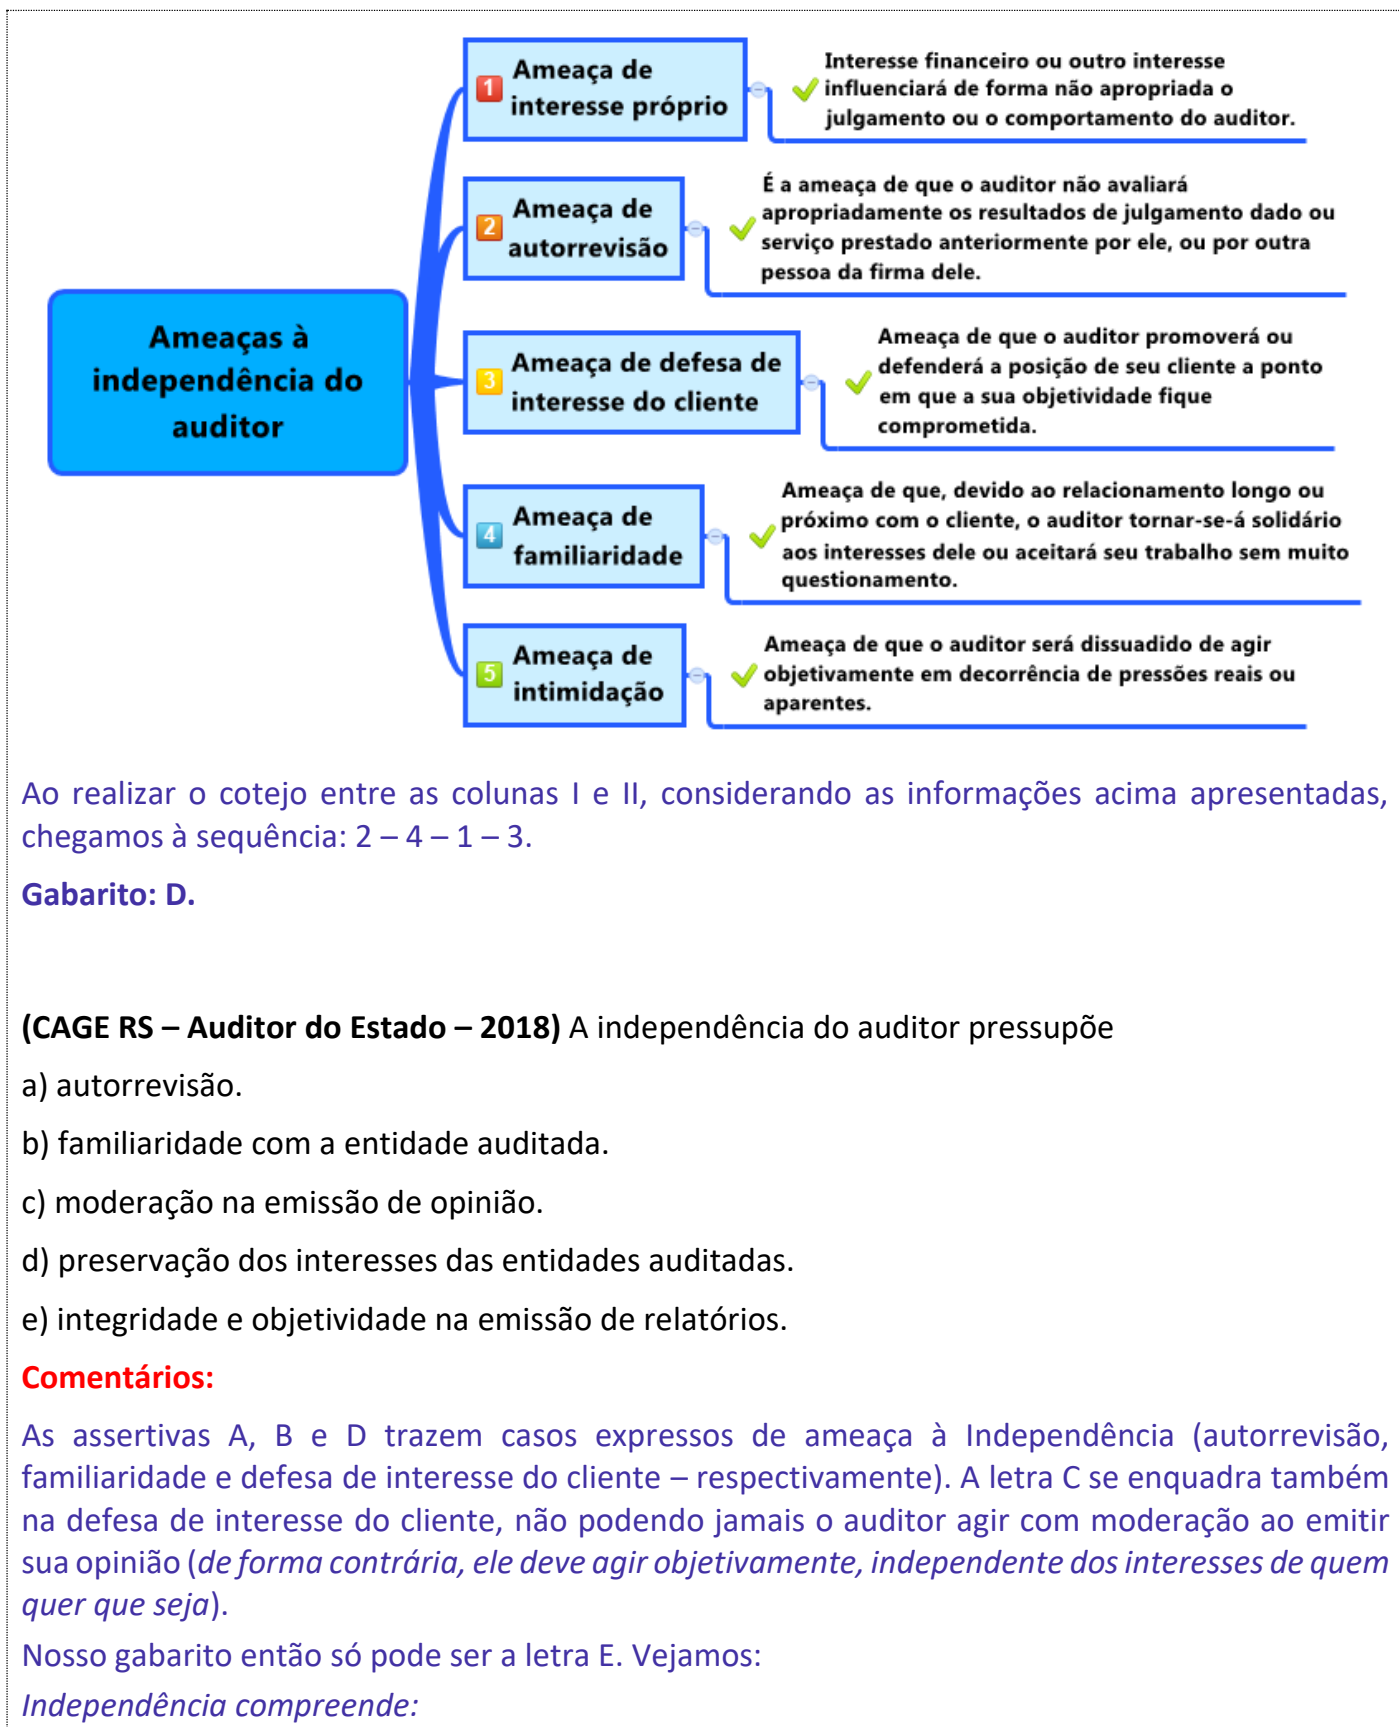 Ameaças à
independência do
auditor
1
Ameaça de
interesse próprio
Interesse financeiro ou outro interesse
influenciará de forma não apropriada o
julgamento ou o comportamento do auditor.
2
Ameaça de
autorrevisão
É a ameaça de que o auditor não avaliará
apropriadamente os resultados de julgamento dado ou
serviço prestado anteriormente por ele, ou por outra
pessoa da firma dele.
3
Ameaça de defesa de
interesse do cliente
Ameaça de que o auditor promoverá ou
defenderá a posição de seu cliente a ponto
em que a sua objetividade fique
comprometida.
4
Ameaça de
familiaridade
Ameaça de que, devido ao relacionamento longo ou
próximo com o cliente, o auditor tornar-se-á solidário
aos interesses dele ou aceitará seu trabalho sem muito
questionamento.
5
Ameaça de
intimidação
Ameaça de que o auditor será dissuadido de agir
objetivamente em decorrência de pressões reais ou
aparentes.
Ao realizar o cotejo entre as colunas I e II, considerando as informações acima apresentadas,
chegamos à sequência: 2 – 4 – 1 – 3.
Gabarito: D.
(CAGE RS – Auditor do Estado – 2018) A independência do auditor pressupõe
a) autorrevisão.
b) familiaridade com a entidade auditada.
c) moderação na emissão de opinião.
d) preservação dos interesses das entidades auditadas.
e) integridade e objetividade na emissão de relatórios.
Comentários:
As assertivas A, B e D trazem casos expressos de ameaça à Independência (autorrevisão,
familiaridade e defesa de interesse do cliente – respectivamente). A letra C se enquadra também
na defesa de interesse do cliente, não podendo jamais o auditor agir com moderação ao emitir
sua opinião (de forma contrária, ele deve agir objetivamente, independente dos interesses de quem
quer que seja).
Nosso gabarito então só pode ser a letra E. Vejamos:
Independência compreende: